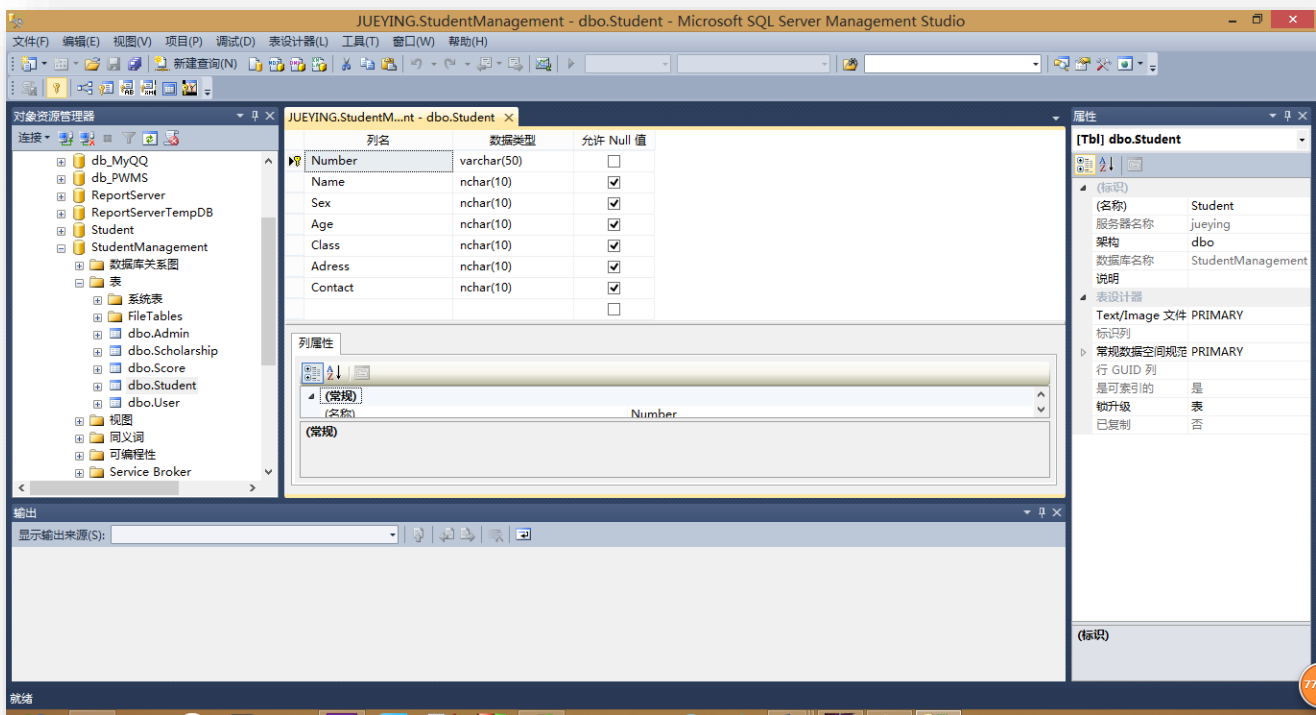 JUEYING.StudentManagement - dbo.Student - Microsoft SQL Server Management Studio
文件(F) 编辑(E) 视图(V) 项目(P) 调试(D) 表设计器(L) 工具(T) 窗口(W) 帮助(H)
新建查询(N)
对象资源管理器
连接
db_MyQQ
db_PWMS
ReportServer
ReportServerTempDB
Student
StudentManagement
数据库关系图
表
系统表
FileTables
dbo.Admin
dbo.Scholarship
dbo.Score
dbo.Student
dbo.User
视图
同义词
可编程性
Service Broker
JUEYING.StudentM...nt - dbo.Student
列名 数据类型 允许 Null 值
Number varchar(50)
Name nchar(10)
Sex nchar(10)
Age nchar(10)
Class nchar(10)
Adress nchar(10)
Contact nchar(10)
列属性
(常规)
(名称) Number
(常规)
属性
[Tbl] dbo.Student
(标识)
(名称) Student
服务器名称 jueying
架构 dbo
数据库名称 StudentManagement
说明
表设计器
Text/Image 文件 PRIMARY
标识列
常规数据空间规范 PRIMARY
行 GUID 列
是可索引的 是
锁升级 表
已复制 否
(标识)
输出
显示输出来源(S):
就绪
77